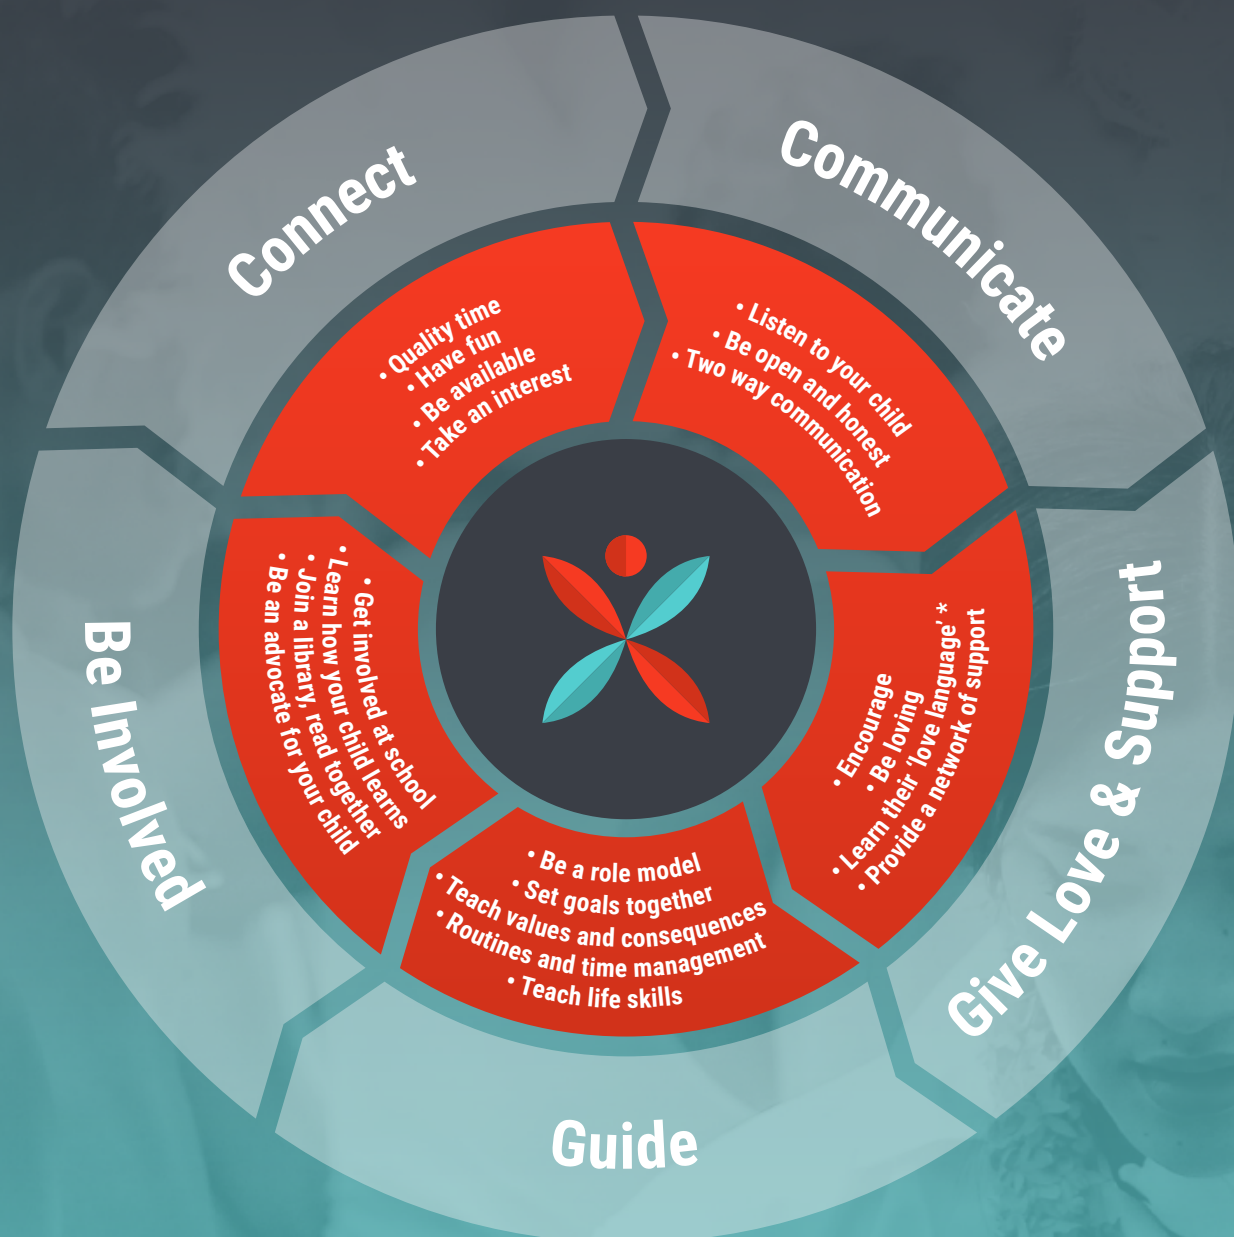 Connect
• Quality time
• Have fun
• Be available
• Take an interest
Communicate
• Listen to your child
• Be open and honest
• Two way communication
Give Love & Support
• Encourage
• Be loving
• Learn their 'love language' *
• Provide a network of support
Guide
• Be a role model
• Set goals together
• Teach values and consequences
• Routines and time management
• Teach life skills
Be Involved
• Get involved at school
• Learn how your child learns
• Join a library, read together
• Be an advocate for your child